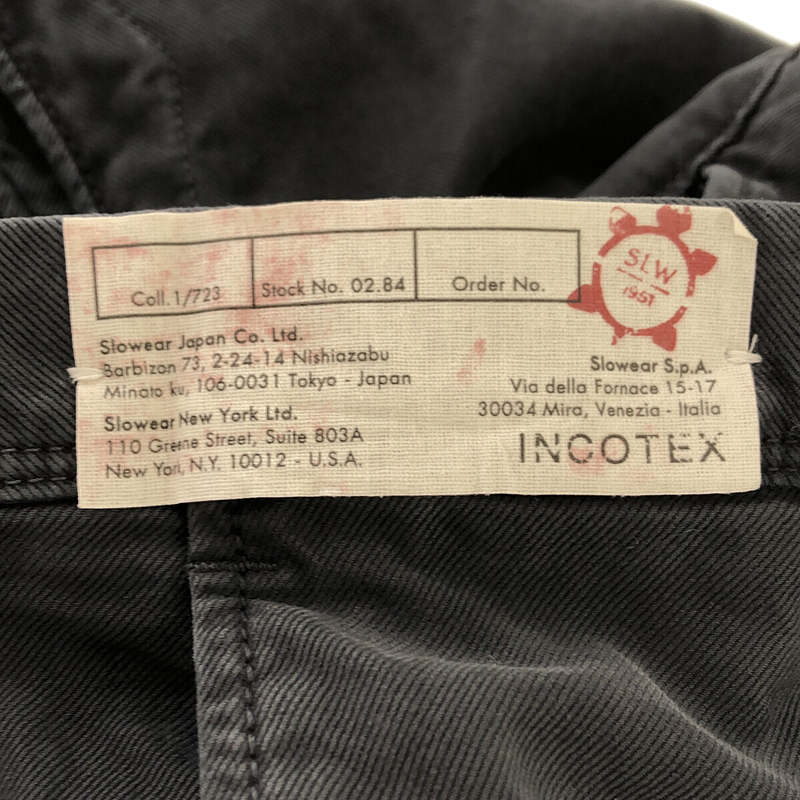 Coll.1/723
Stock No. 02.84
Order No.
SLW
1951
Slowear Japan Co. Ltd.
Barbizon 73, 2-24-14 Nishiazabu
Minato ku, 106-0031 Tokyo - Japan
Slowear New York Ltd.
110 Greene Street, Suite 803A
New York, N.Y. 10012 - U.S.A.
Slowear S.p.A.
Via della Fornace 15-17
30034 Mira, Venezia - Italia
INCOTEX